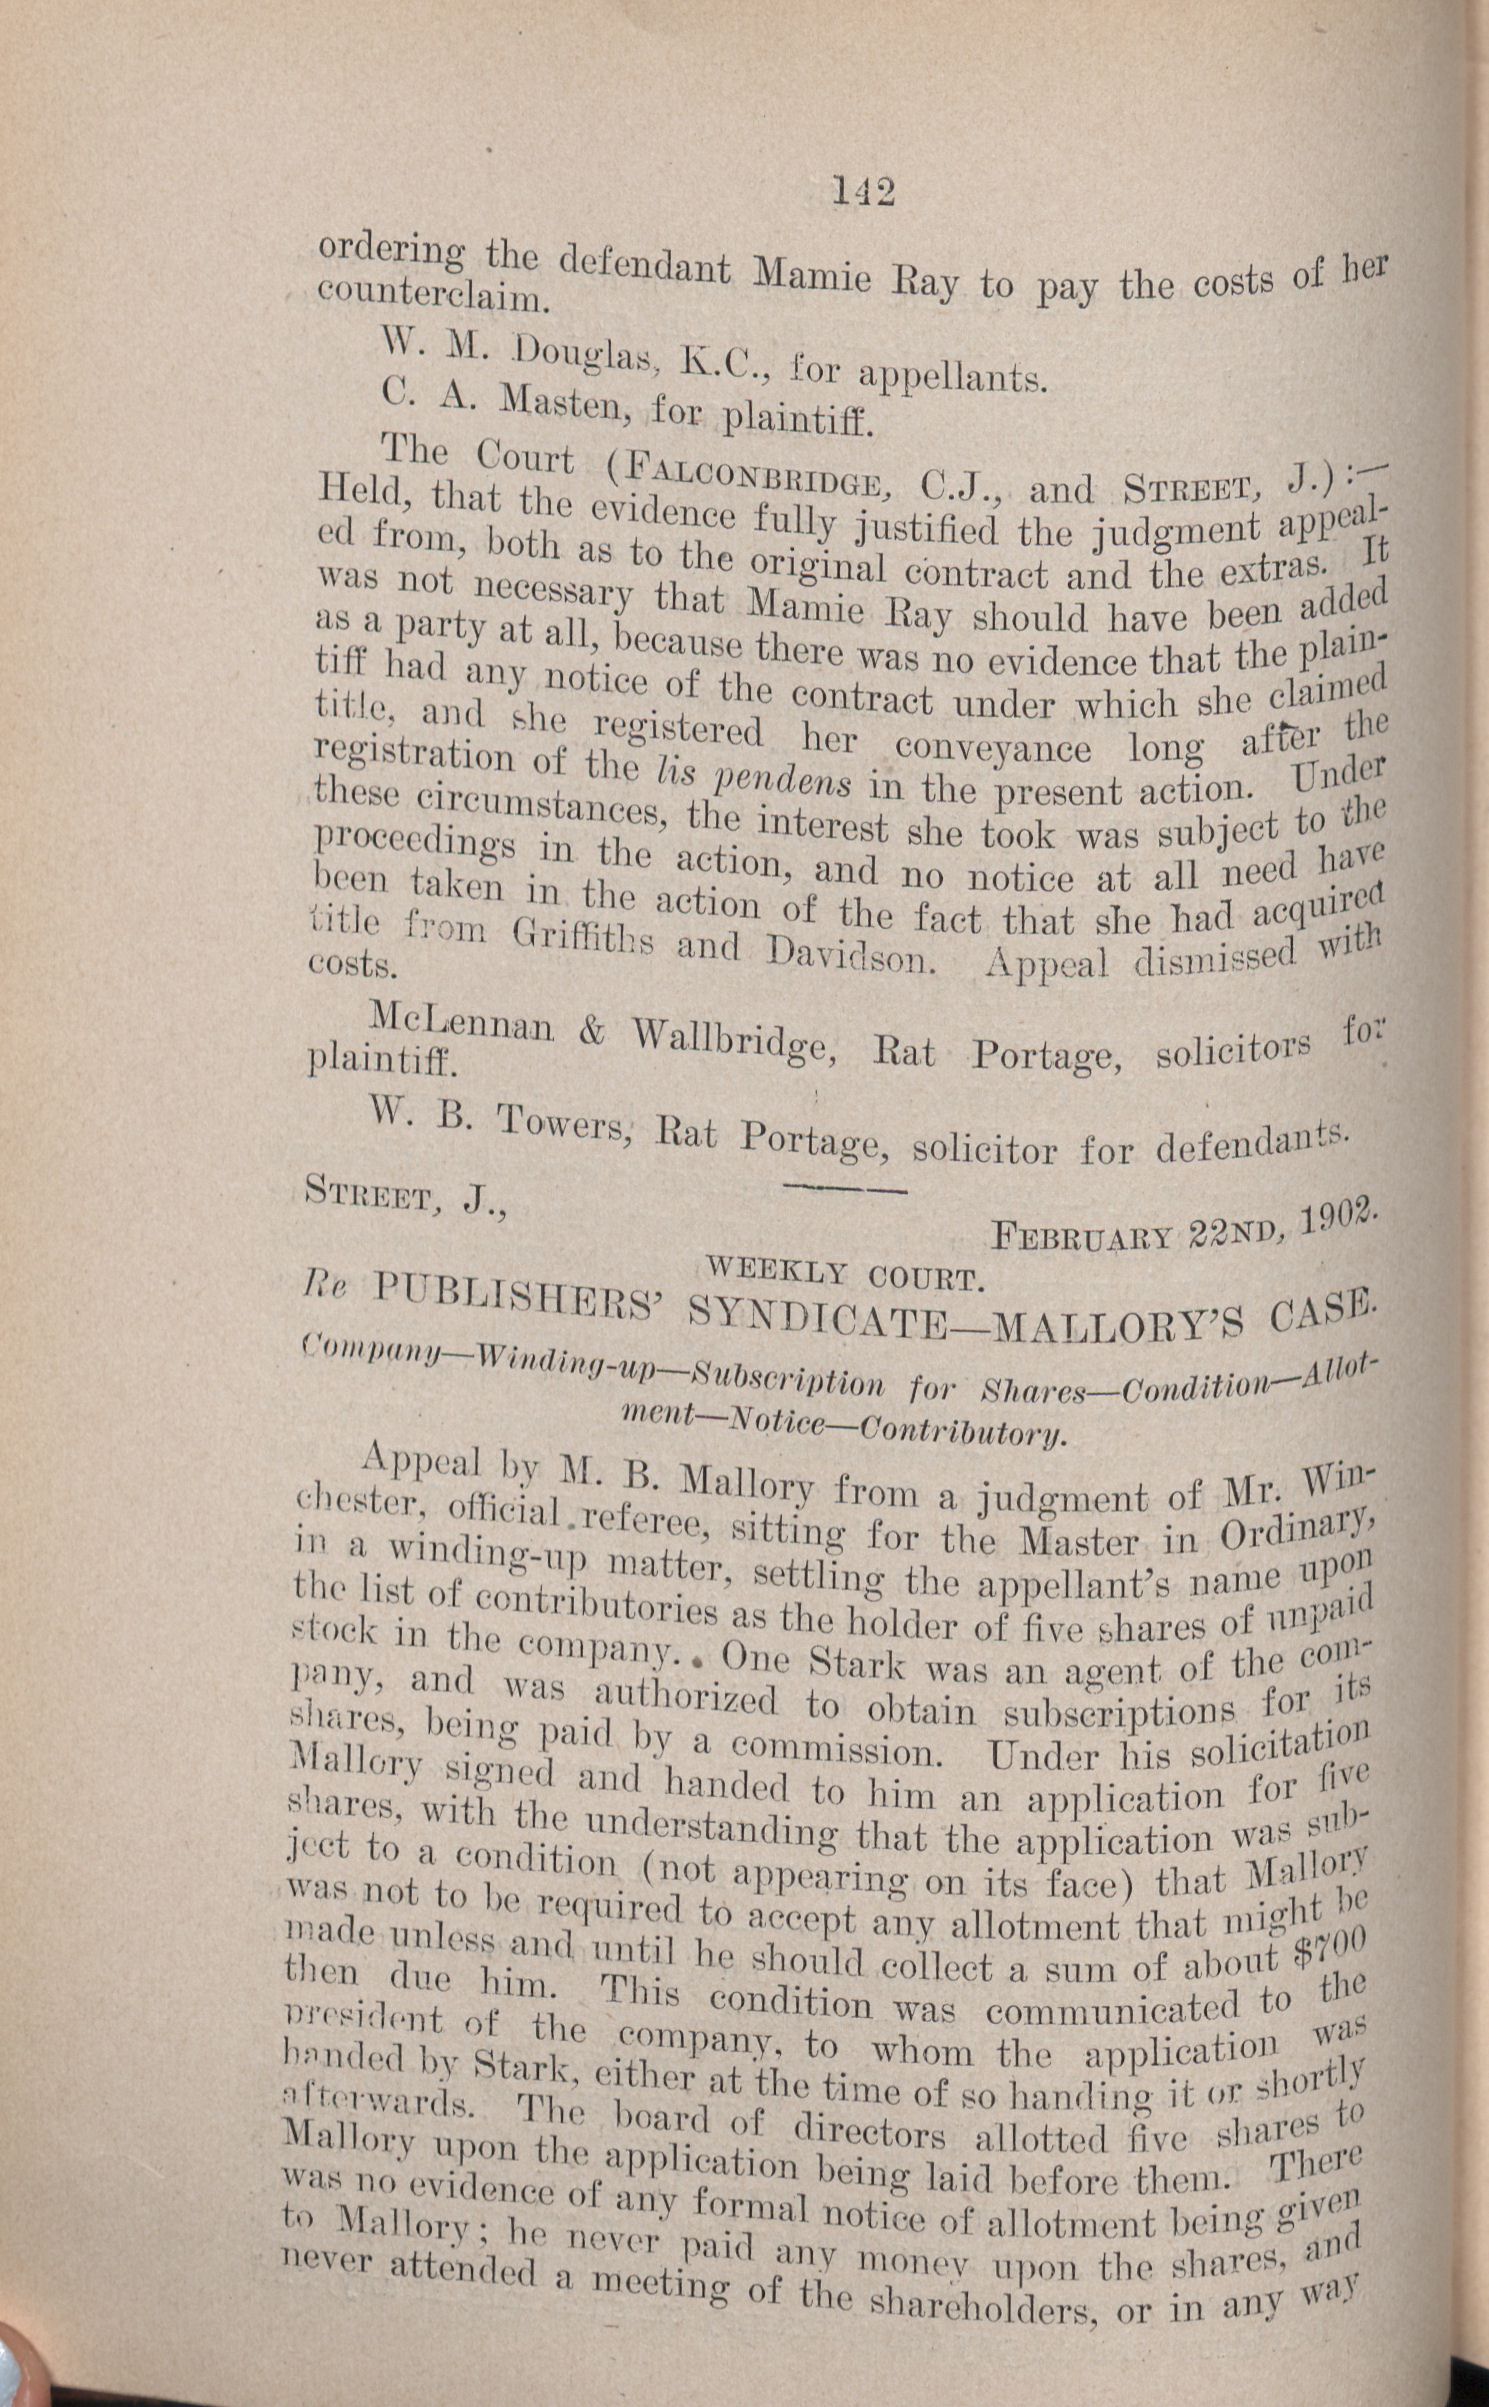 142
ordering the defendant Mamie Ray to pay the costs of her
counterclaim.
W. M. Douglas, K.C., for appellants.
C. A. Masten, for plaintiff.
The Court (FALCONBRIDGE, C.J., and STREET, J.):—
Held, that the evidence fully justified the judgment appeal-
ed from, both as to the original contract and the extras. It
was not necessary that Mamie Ray should have been added
as a party at all, because there was no evidence that the plain-
tiff had any notice of the contract under which she claimed
title, and she registered her conveyance long after the
registration of the lis pendens in the present action. Under
these circumstances, the interest she took was subject to the
proceedings in the action, and no notice at all need have
been taken in the action of the fact that she had acquired
title from Griffiths and Davidson. Appeal dismissed with
costs.
McLennan & Wallbridge, Rat Portage, solicitors for
plaintiff.
W. B. Towers, Rat Portage, solicitor for defendants.
STREET, J., FEBRUARY 22ND, 1902.
WEEKLY COURT.
Re PUBLISHERS' SYNDICATE—MALLORY'S CASE.
Company—Winding-up—Subscription for Shares—Condition—Allot-
ment—Notice—Contributory.
Appeal by M. B. Mallory from a judgment of Mr. Win-
chester, official referee, sitting for the Master in Ordinary,
in a winding-up matter, settling the appellant's name upon
the list of contributories as the holder of five shares of unpaid
stock in the company. One Stark was an agent of the com-
pany, and was authorized to obtain subscriptions for its
shares, being paid by a commission. Under his solicitation
Mallory signed and handed to him an application for five
shares, with the understanding that the application was sub-
ject to a condition (not appearing on its face) that Mallory
was not to be required to accept any allotment that might be
made unless and until he should collect a sum of about $700
then due him. This condition was communicated to the
president of the company, to whom the application was
handed by Stark, either at the time of so handing it or shortly
afterwards. The board of directors allotted five shares to
Mallory upon the application being laid before them. There
was no evidence of any formal notice of allotment being given
to Mallory; he never paid any money upon the shares, and
never attended a meeting of the shareholders, or in any way